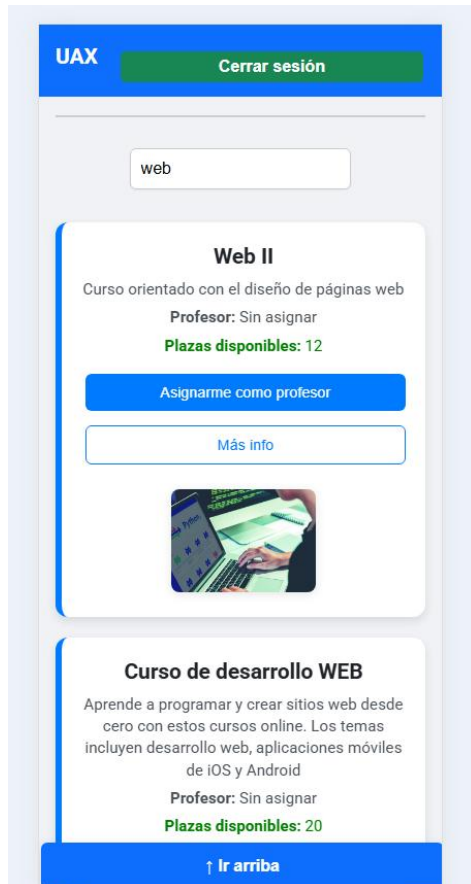 UAX
Cerrar sesión
web
Web II
Curso orientado con el diseño de páginas web
Profesor: Sin asignar
Plazas disponibles: 12
Asignarme como profesor
Más info
Python
Curso de desarrollo WEB
Aprende a programar y crear sitios web desde
cero con estos cursos online. Los temas
incluyen desarrollo web, aplicaciones móviles
de iOS y Android
Profesor: Sin asignar
Plazas disponibles: 20
↑ Ir arriba